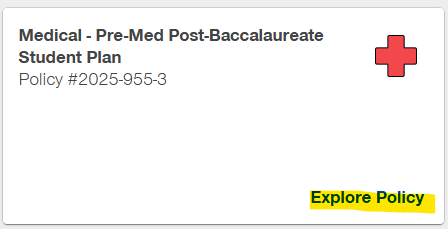 Medical - Pre-Med Post-Baccalaureate
Student Plan
Policy #2025-955-3
Explore Policy